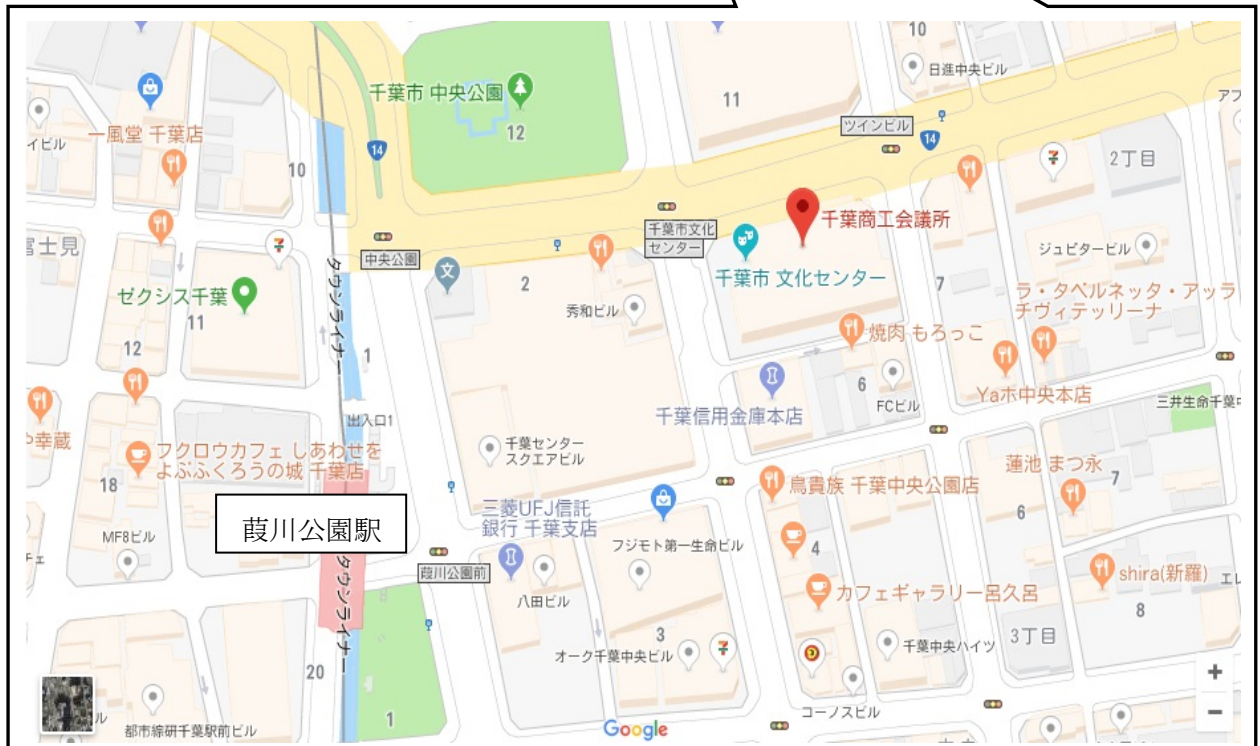 10
日進中央ビル
千葉市 中央公園
12
11
ツインビル
14
アプ
イビル
一風堂 千葉店
10
14
2丁目
千葉商工会議所
千葉市文化
センター
富士見
中央公園
千葉市 文化センター
ジュピタービル
2
7
ゼクシス千葉
11
秀和ビル
ラ・タベルネッタ・アッラ
チヴィテッリーナ
タウンライナー
焼肉 もろっこ
12
1
6
Yaホ中央本店
FCビル
三井生命千葉中
千葉信用金庫本店
出入口1
や幸蔵
フクロウカフェ しあわせを
よぶふくろうの城 千葉店
千葉センター
スクエアビル
蓮池 まつ永
7
18
鳥貴族 千葉中央公園店
6
三菱UFJ信託
銀行 千葉支店
葭川公園駅
MF8ビル
フジモト第一生命ビル
4
チェ
葭川公園前
タウンライナー
shira(新羅)
エレ
八田ビル
カフェギャラリー呂久呂
8
3
オーク千葉中央ビル
千葉中央ハイツ
3丁目
20
+
コーノスビル
ル
都市綜研千葉駅前ビル
1
Google
−